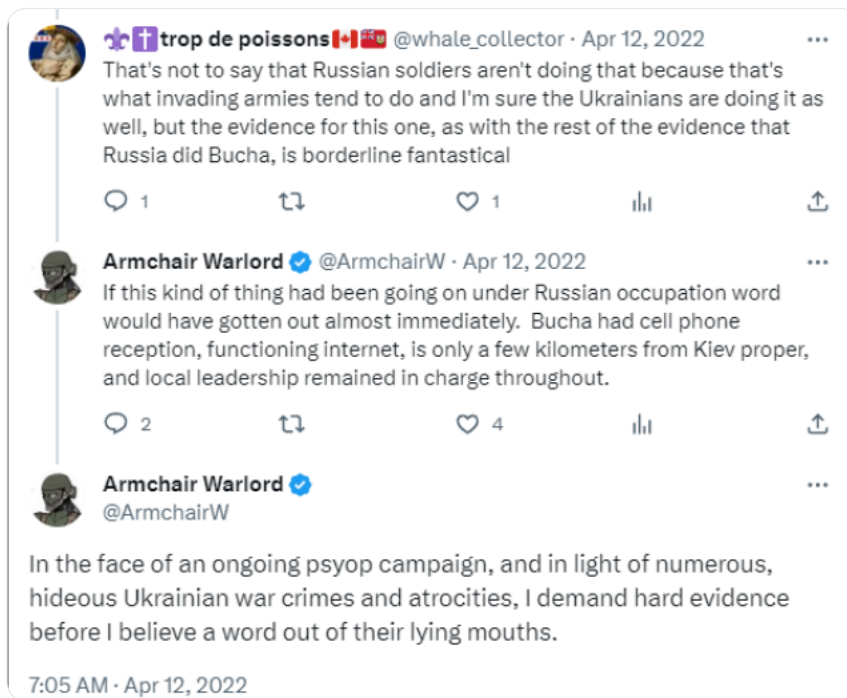 ⚜️✝️trop de poissons🇨🇦🇧🇲 @whale_collector · Apr 12, 2022 ...
That's not to say that Russian soldiers aren't doing that because that's
what invading armies tend to do and I'm sure the Ukrainians are doing it as
well, but the evidence for this one, as with the rest of the evidence that
Russia did Bucha, is borderline fantastical
1 1
Armchair Warlord @ArmchairW · Apr 12, 2022 ...
If this kind of thing had been going on under Russian occupation word
would have gotten out almost immediately.  Bucha had cell phone
reception, functioning internet, is only a few kilometers from Kiev proper,
and local leadership remained in charge throughout.
2 4
Armchair Warlord ...
@ArmchairW
In the face of an ongoing psyop campaign, and in light of numerous,
hideous Ukrainian war crimes and atrocities, I demand hard evidence
before I believe a word out of their lying mouths.
7:05 AM · Apr 12, 2022